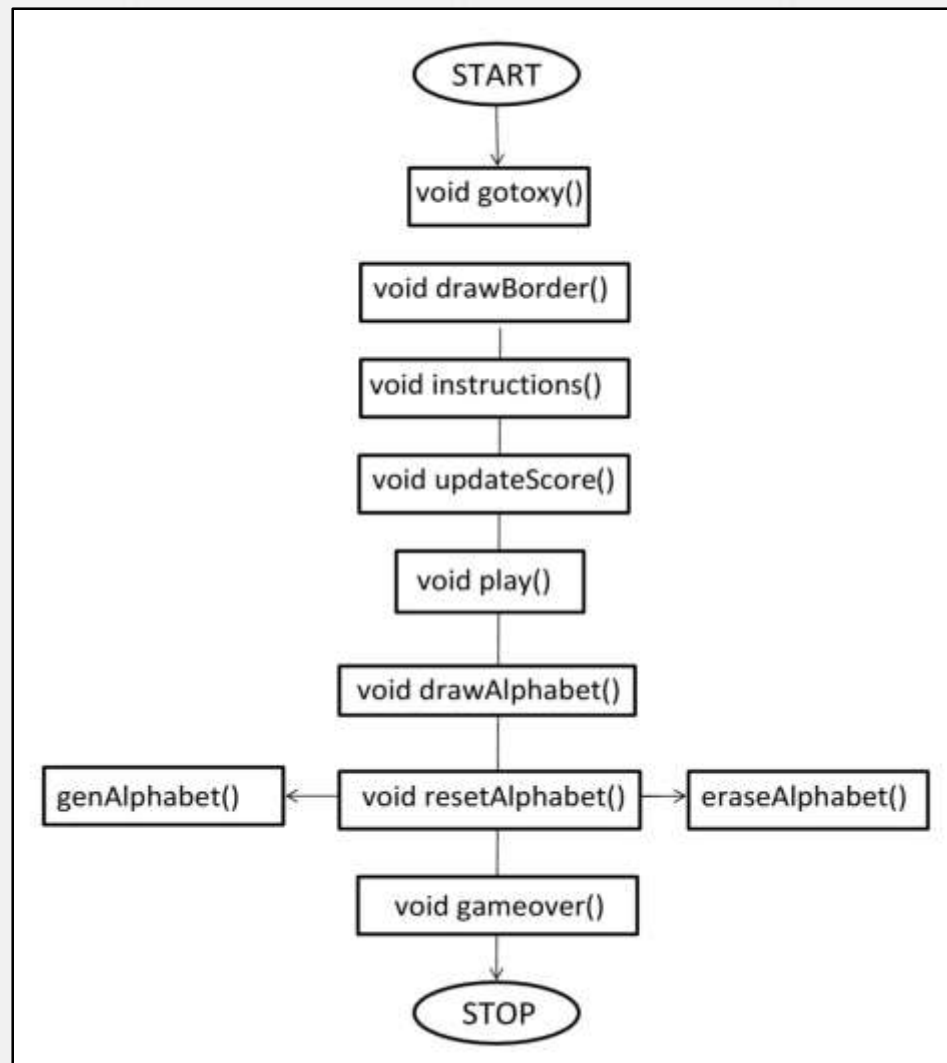 START
void gotoxy()
void drawBorder()
void instructions()
void updateScore()
void play()
void drawAlphabet()
genAlphabet()
void resetAlphabet()
eraseAlphabet()
void gameover()
STOP